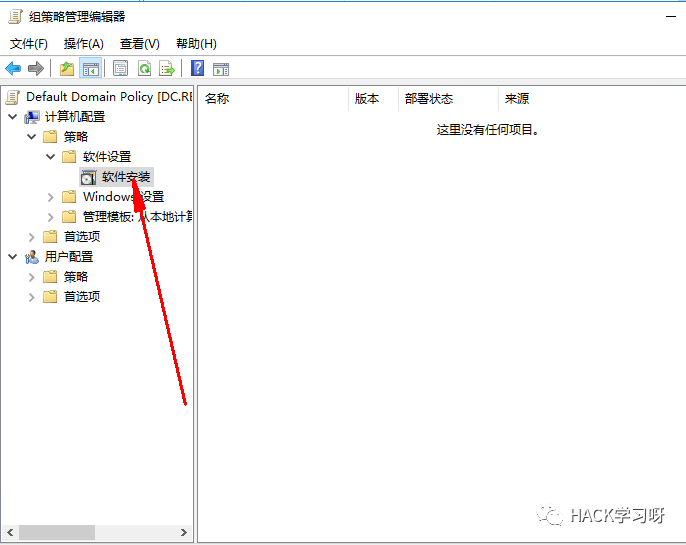 组策略管理编辑器
文件(F) 操作(A) 查看(V) 帮助(H)
Default Domain Policy [DC.RE
计算机配置
策略
软件设置
软件安装
Windows 设置
管理模板: 从本地计算
首选项
用户配置
策略
首选项
名称 版本 部署状态 来源
这里没有任何项目。
HACK学习呀